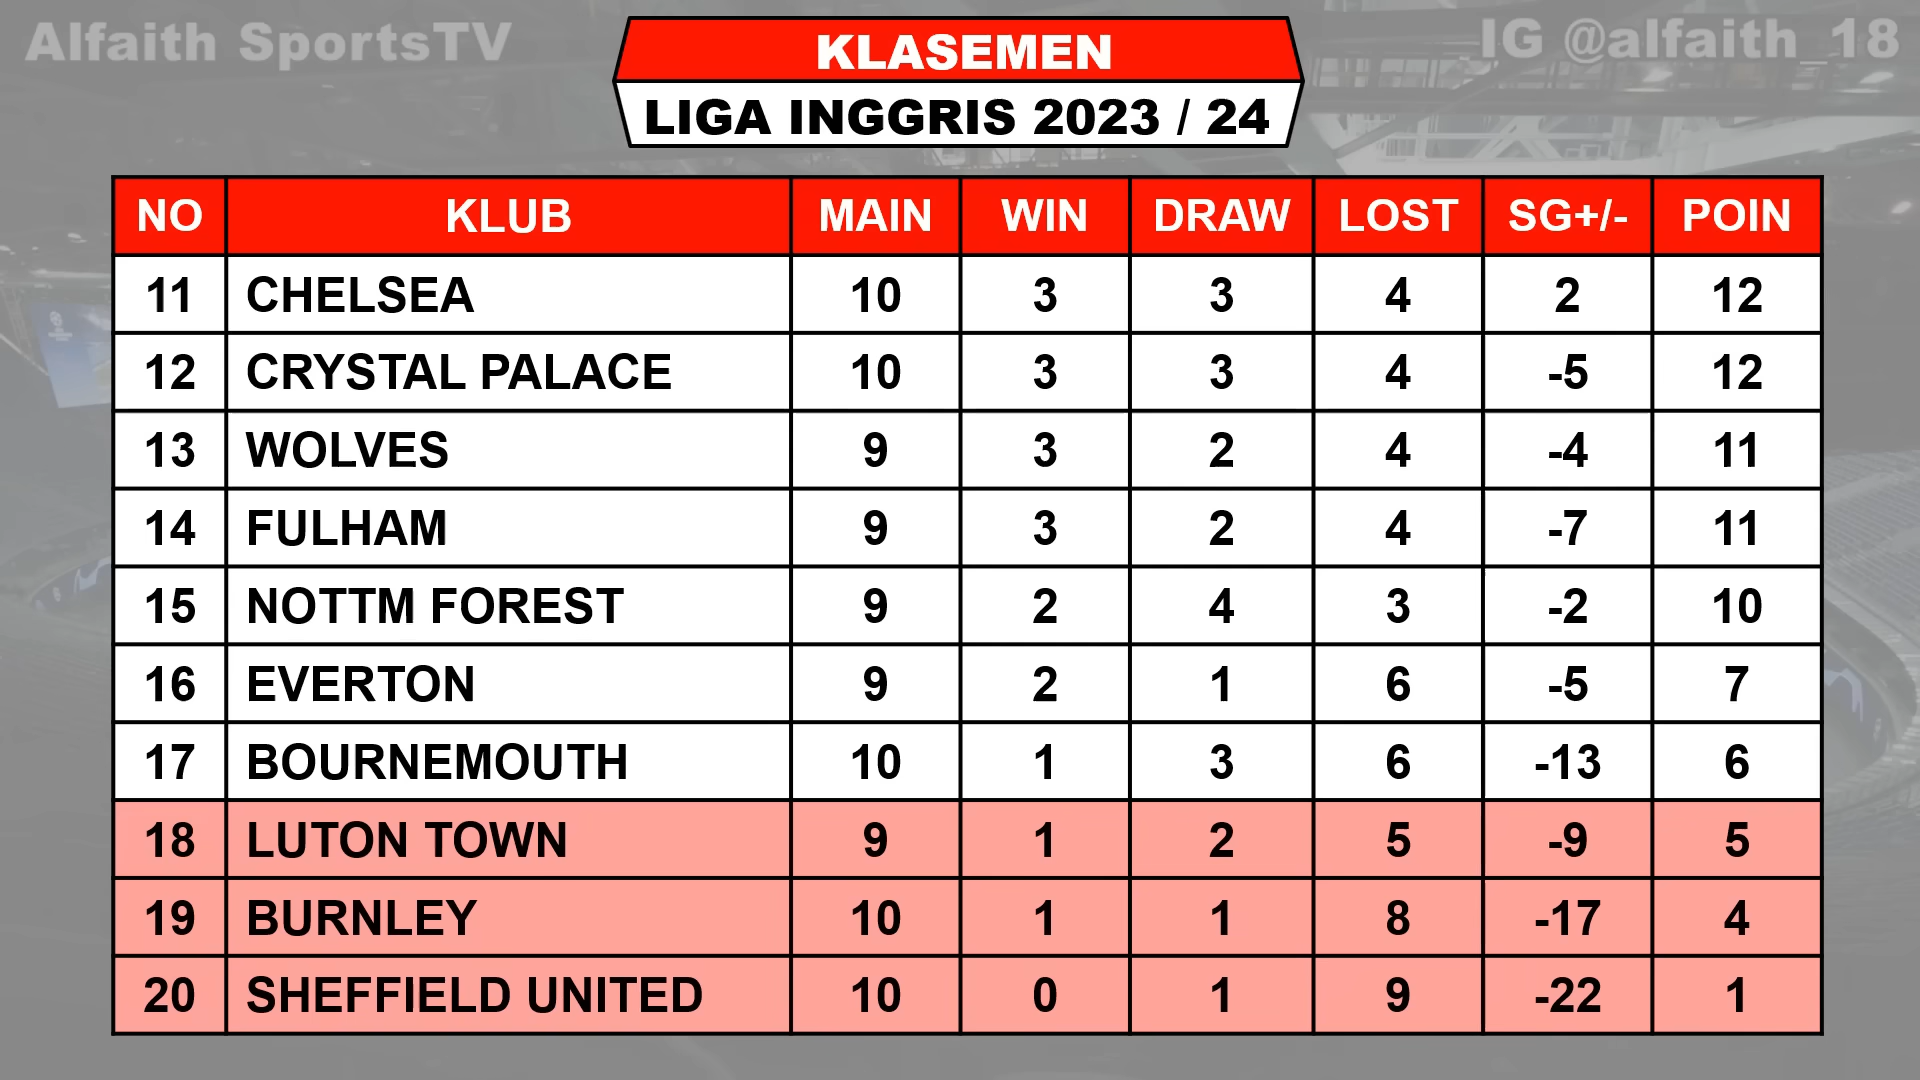 Alfaith SportsTV
IG @alfaith_18
KLASEMEN
LIGA INGGRIS 2023 / 24
NO KLUB MAIN WIN DRAW LOST SG+/- POIN
11 CHELSEA 10 3 3 4 2 12
12 CRYSTAL PALACE 10 3 3 4 -5 12
13 WOLVES 9 3 2 4 -4 11
14 FULHAM 9 3 2 4 -7 11
15 NOTTM FOREST 9 2 4 3 -2 10
16 EVERTON 9 2 1 6 -5 7
17 BOURNEMOUTH 10 1 3 6 -13 6
18 LUTON TOWN 9 1 2 5 -9 5
19 BURNLEY 10 1 1 8 -17 4
20 SHEFFIELD UNITED 10 0 1 9 -22 1